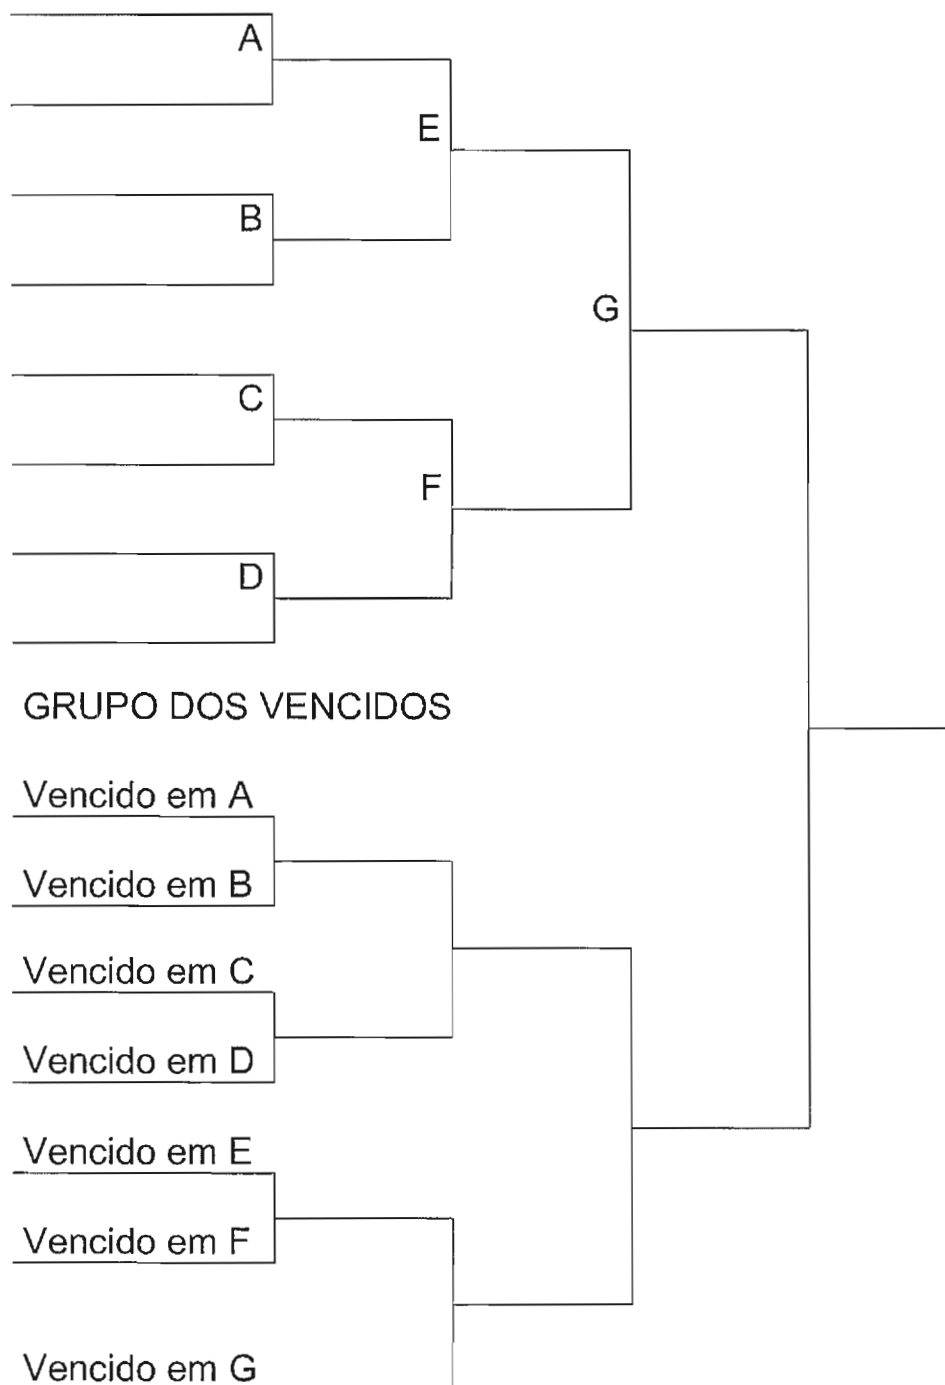 A
E
B
G
C
F
D
GRUPO DOS VENCIDOS
Vencido em A
Vencido em B
Vencido em C
Vencido em D
Vencido em E
Vencido em F
Vencido em G